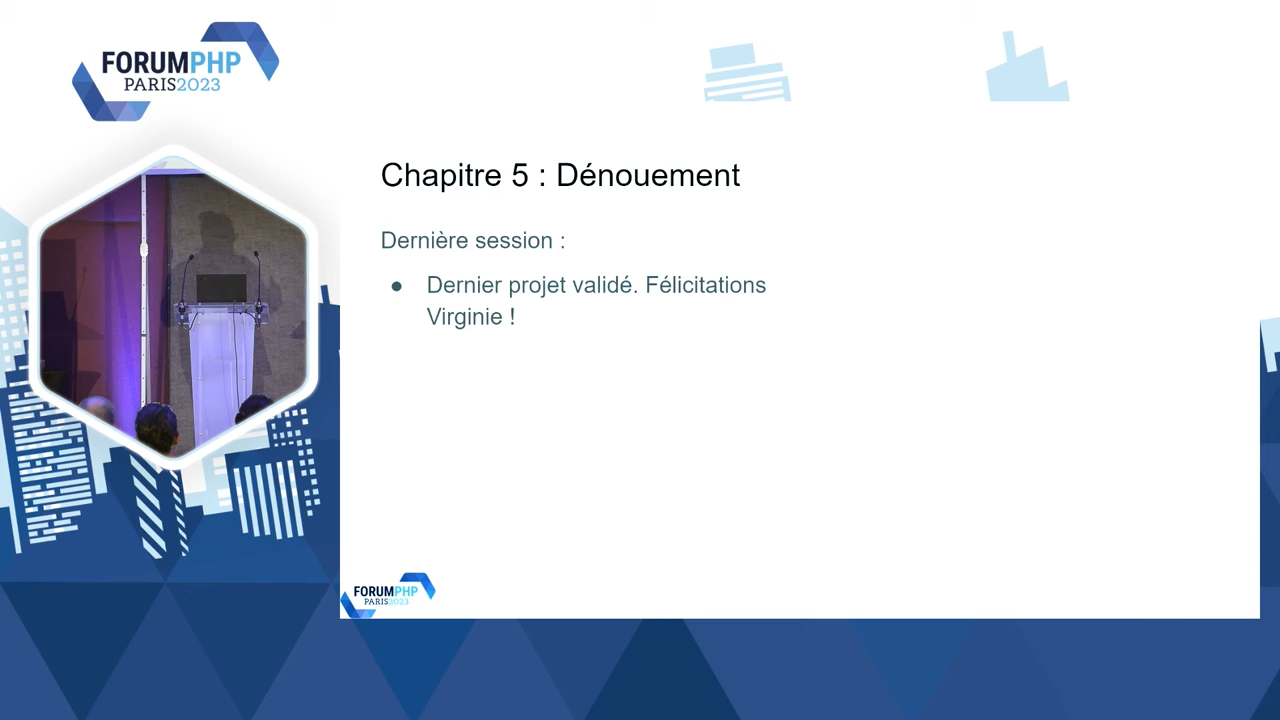 FORUMPHP
PARIS2023
Chapitre 5 : Dénouement
Dernière session :
● Dernier projet validé. Félicitations
Virginie !
FORUMPHP
PARIS2023